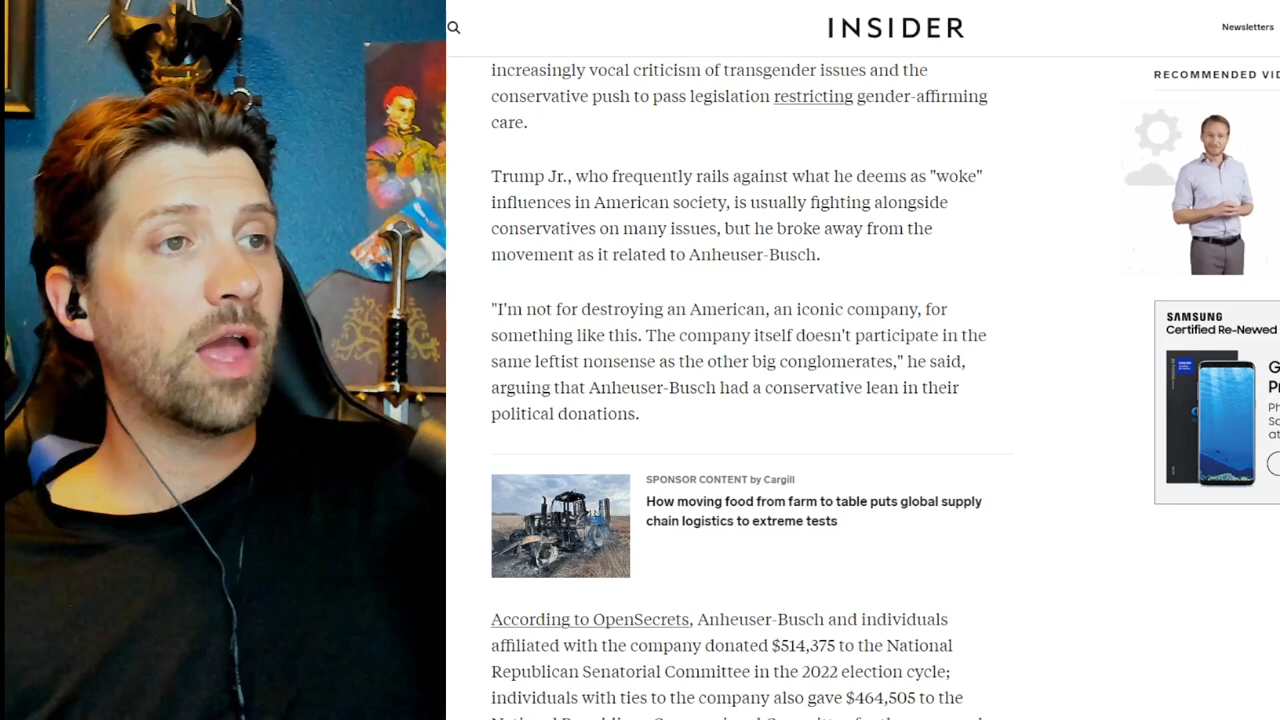 INSIDER
Newsletters
increasingly vocal criticism of transgender issues and the
conservative push to pass legislation restricting gender-affirming
care.
Trump Jr., who frequently rails against what he deems as "woke"
influences in American society, is usually fighting alongside
conservatives on many issues, but he broke away from the
movement as it related to Anheuser-Busch.
"I'm not for destroying an American, an iconic company, for
something like this. The company itself doesn't participate in the
same leftist nonsense as the other big conglomerates," he said,
arguing that Anheuser-Busch had a conservative lean in their
political donations.
SPONSOR CONTENT by Cargill
How moving food from farm to table puts global supply
chain logistics to extreme tests
According to OpenSecrets, Anheuser-Busch and individuals
affiliated with the company donated $514,375 to the National
Republican Senatorial Committee in the 2022 election cycle;
individuals with ties to the company also gave $464,505 to the
RECOMMENDED VID
SAMSUNG
Certified Re-Newed